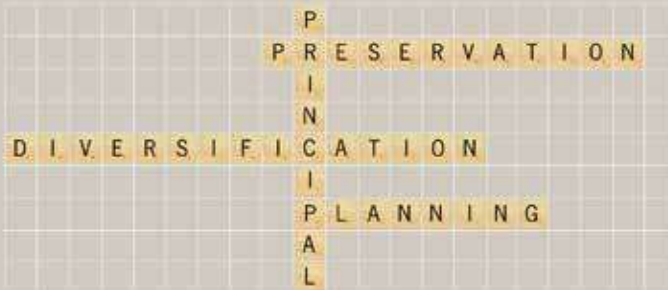 PRINCIPAL
PRESERVATION
DIVERSIFICATION
PLANNING